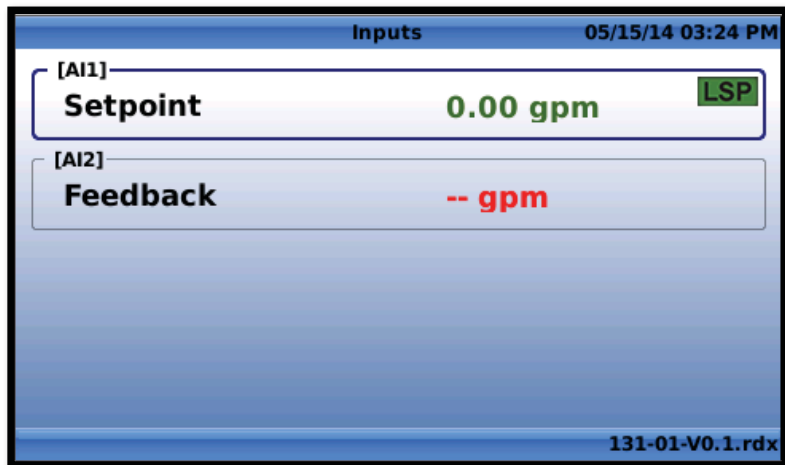 Inputs 05/15/14 03:24 PM
[AI1]
Setpoint 0.00 gpm LSP
[AI2]
Feedback -- gpm
131-01-V0.1.rdx